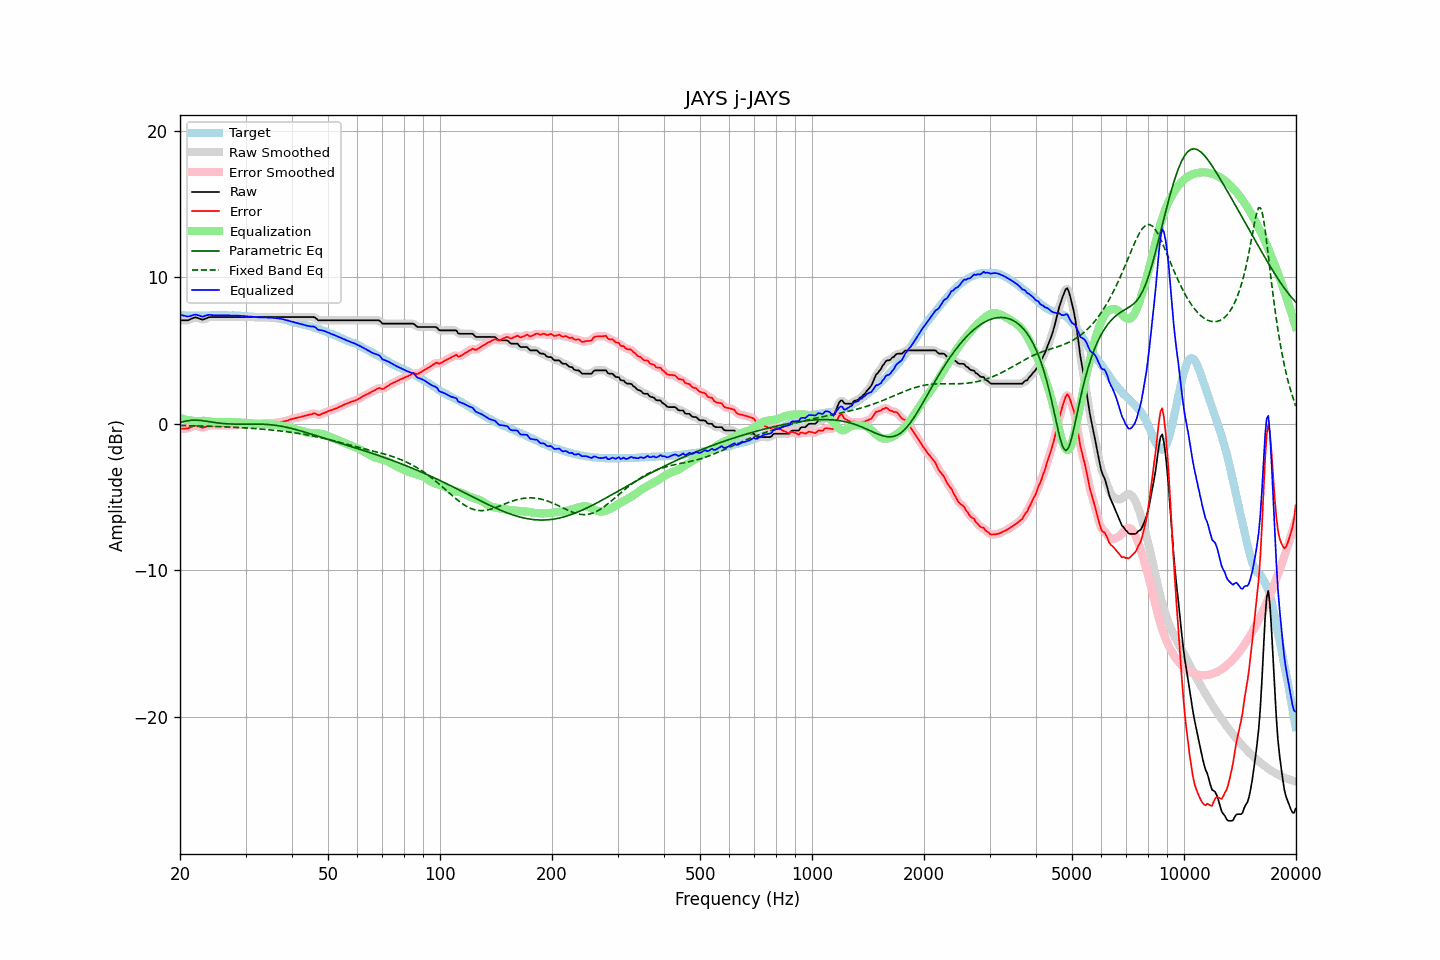 JAYS j-JAYS
Target
Raw Smoothed
Error Smoothed
Raw
Error
Equalization
Parametric Eq
Fixed Band Eq
Equalized
20
10
0
−10
−20
Amplitude (dBr)
20 50 100 200 500 1000 2000 5000 10000 20000
Frequency (Hz)